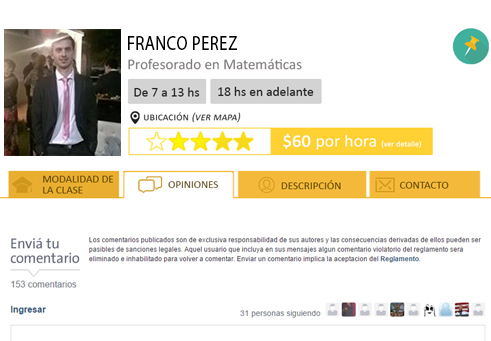 FRANCO PEREZ
Profesorado en Matemáticas
De 7 a 13 hs
18 hs en adelante
UBICACIÓN (VER MAPA)
$60 por hora (ver detalle)
MODALIDAD DE
LA CLASE
OPINIONES
DESCRIPCIÓN
CONTACTO
Enviá tu
comentario
153 comentarios
Los comentarios publicados son de exclusiva responsabilidad de sus autores y las consecuencias derivadas de ellos pueden ser
pasibles de sanciones legales. Aquel usuario que incluya en sus mensajes algun comentario violatorio del reglamento sera
eliminado e inhabilitado para volver a comentar. Enviar un comentario implica la aceptacion del Reglamento.
Ingresar
31 personas siguiendo